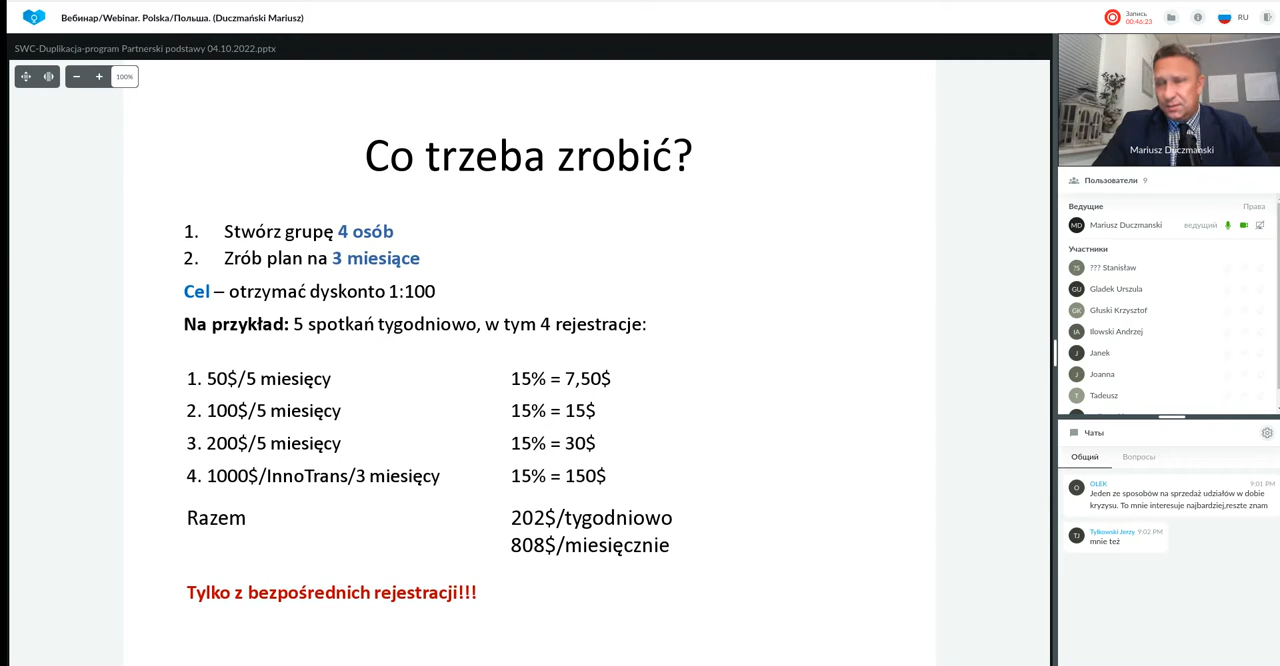 Вебинар/Webinar. Polska/Польша. (Duczmański Mariusz)
Запись
00:46:23
RU
SWC-Duplikacja-program Partnerski podstawy 04.10.2022.pptx
100%
Co trzeba zrobić?
1. Stwórz grupę 4 osób
2. Zrób plan na 3 miesiące
Cel – otrzymać dyskonto 1:100
Na przykład: 5 spotkań tygodniowo, w tym 4 rejestracje:
1. 50$/5 miesięcy 15% = 7,50$
2. 100$/5 miesięcy 15% = 15$
3. 200$/5 miesięcy 15% = 30$
4. 1000$/InnoTrans/3 miesięcy 15% = 150$
Razem 202$/tygodniowo
808$/miesięcznie
Tylko z bezpośrednich rejestracji!!!
Mariusz Duczmański
Пользователи 9
Ведущие Права
MD Mariusz Duczmanski ведущий
Участники
?S ??? Stanisław
GU Gladek Urszula
GK Głuski Krzysztof
IA Ilowski Andrzej
J Janek
J Joanna
T Tadeusz
Чаты
Общий Вопросы
O OLEK 9:01 PM
Jeden ze sposobów na sprzedaż udziałów w dobie
kryzysu. To mnie interesuje najbardziej,reszte znam
TJ Tylkowski Jerzy 9:02 PM
mnie też